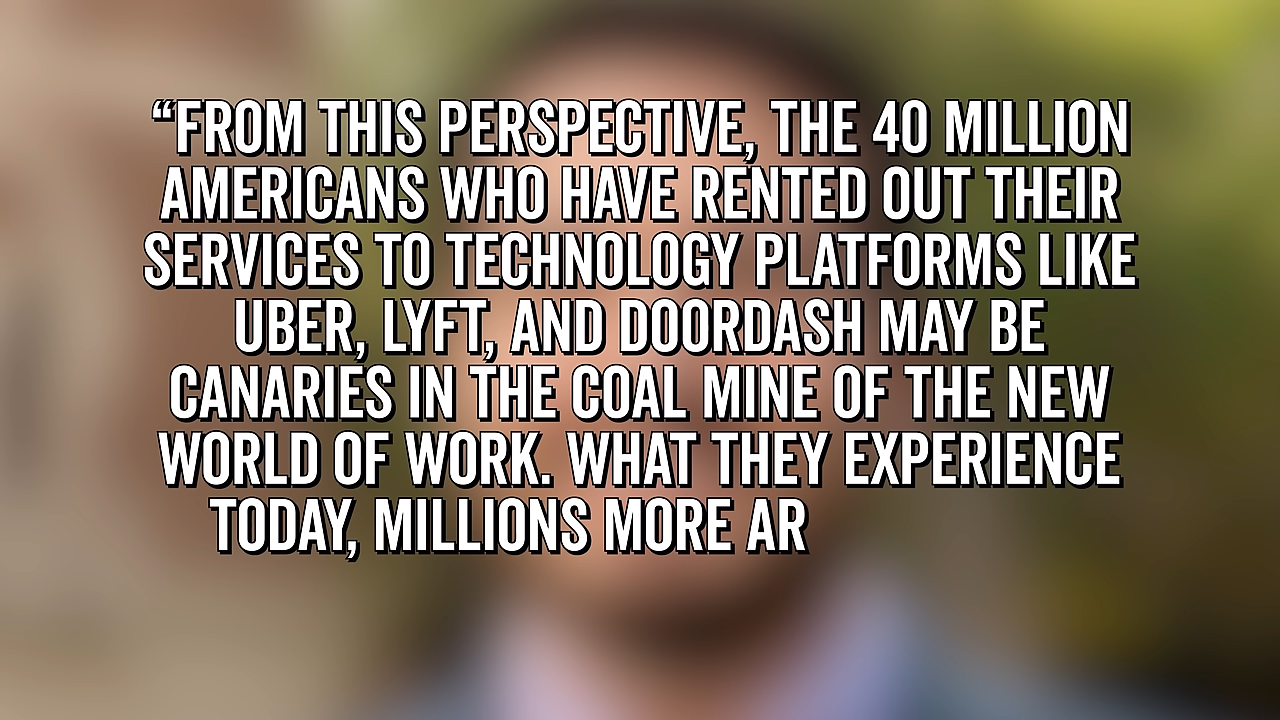 “FROM THIS PERSPECTIVE, THE 40 MILLION
AMERICANS WHO HAVE RENTED OUT THEIR
SERVICES TO TECHNOLOGY PLATFORMS LIKE
UBER, LYFT, AND DOORDASH MAY BE
CANARIES IN THE COAL MINE OF THE NEW
WORLD OF WORK. WHAT THEY EXPERIENCE
TODAY, MILLIONS MORE AR